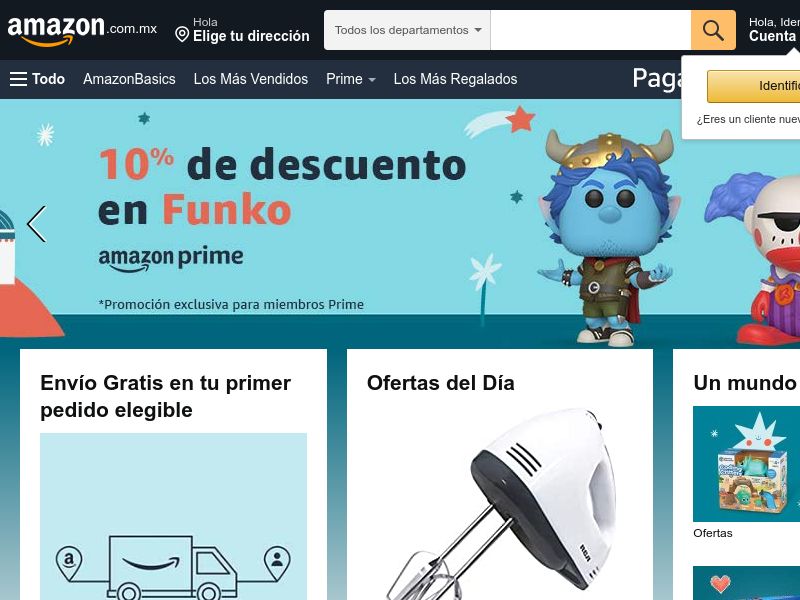 amazon.com.mx
Hola
Elige tu dirección
Todos los departamentos
Hola, Iden
Cuenta
Todo
AmazonBasics
Los Más Vendidos
Prime
Los Más Regalados
Paga
Identific
¿Eres un cliente nuev
10% de descuento
en Funko
amazon prime
*Promoción exclusiva para miembros Prime
Envío Gratis en tu primer
pedido elegible
Ofertas del Día
Un mundo
a
RCA
Ofertas